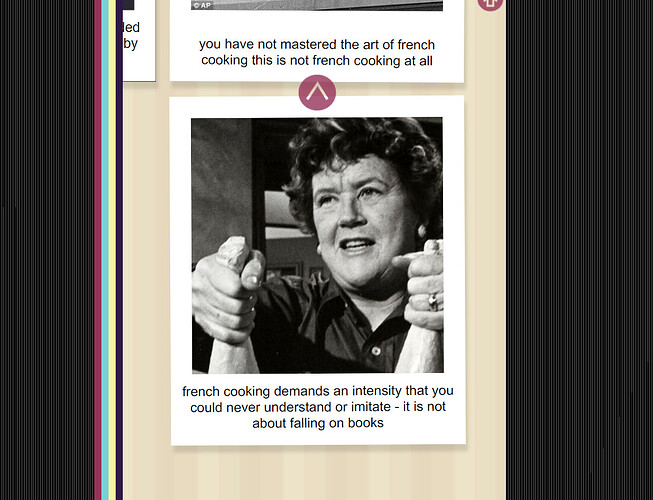 © AP
led
by
you have not mastered the art of french
cooking this is not french cooking at all
french cooking demands an intensity that you
could never understand or imitate - it is not
about falling on books